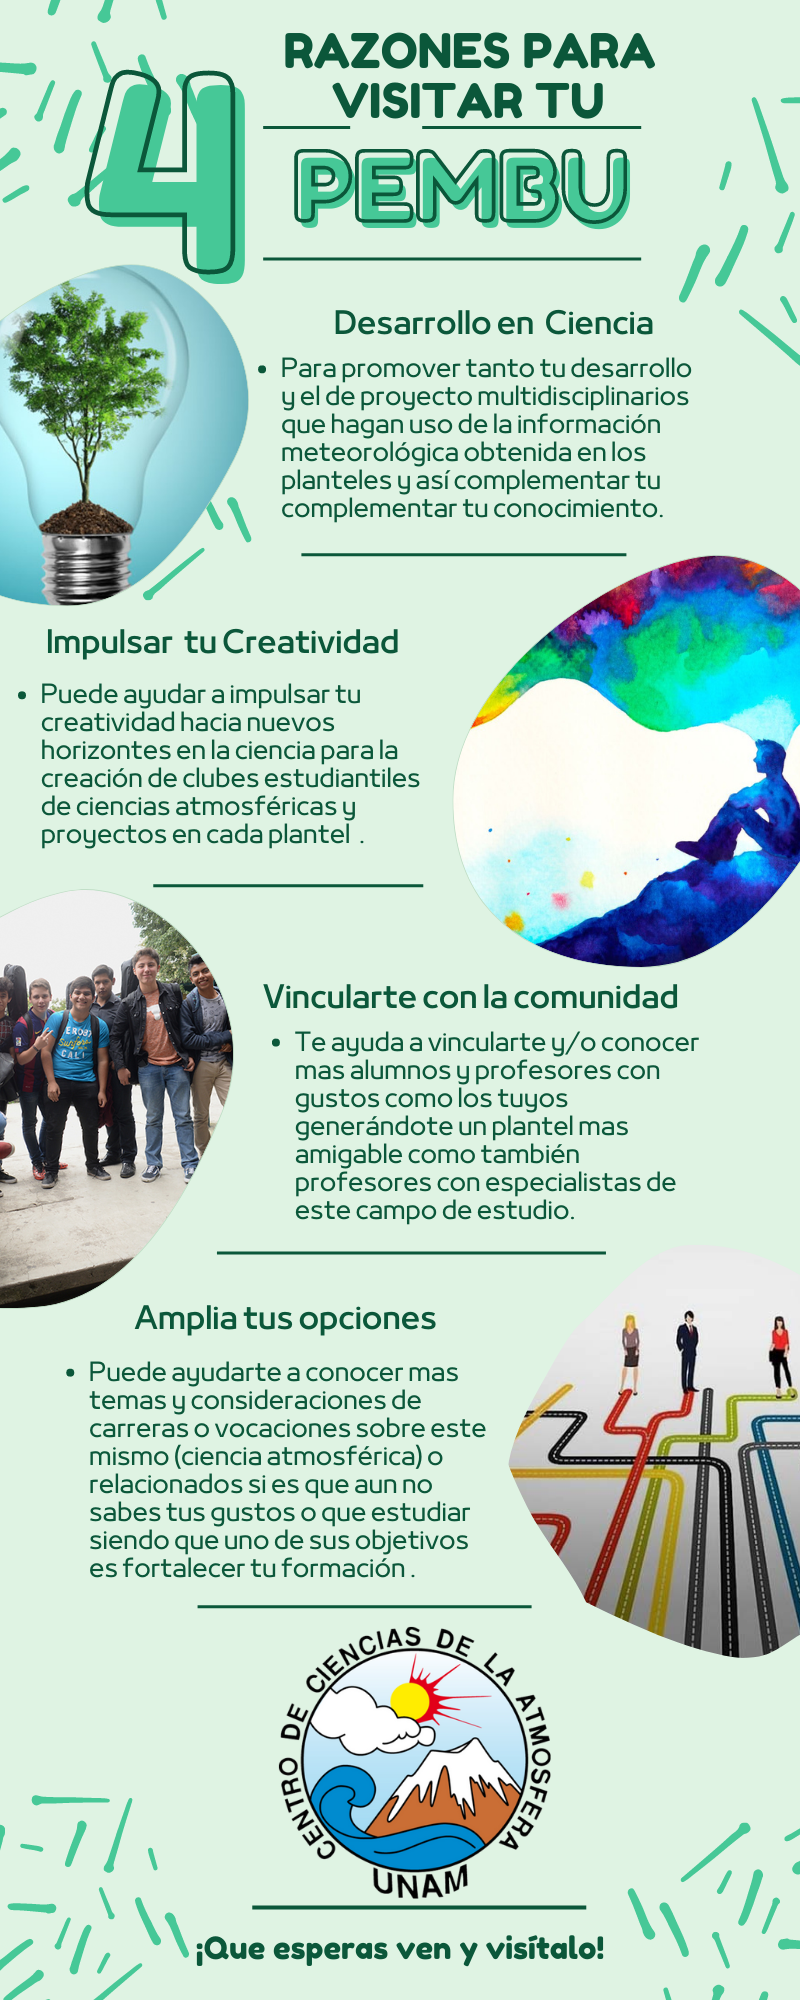 4
RAZONES PARA
VISITAR TU
PEMBU
Desarrollo en Ciencia
• Para promover tanto tu desarrollo
y el de proyecto multidisciplinarios
que hagan uso de la información
meteorológica obtenida en los
planteles y así complementar tu
complementar tu conocimiento.
Impulsar tu Creatividad
• Puede ayudar a impulsar tu
creatividad hacia nuevos
horizontes en la ciencia para la
creación de clubes estudiantiles
de ciencias atmosféricas y
proyectos en cada plantel .
Vincularte con la comunidad
• Te ayuda a vincularte y/o conocer
mas alumnos y profesores con
gustos como los tuyos
generándote un plantel mas
amigable como también
profesores con especialistas de
este campo de estudio.
Amplia tus opciones
• Puede ayudarte a conocer mas
temas y consideraciones de
carreras o vocaciones sobre este
mismo (ciencia atmosférica) o
relacionados si es que aun no
sabes tus gustos o que estudiar
siendo que uno de sus objetivos
es fortalecer tu formación .
CENTRO DE CIENCIAS DE LA ATMOSFERA
UNAM
¡Que esperas ven y visítalo!